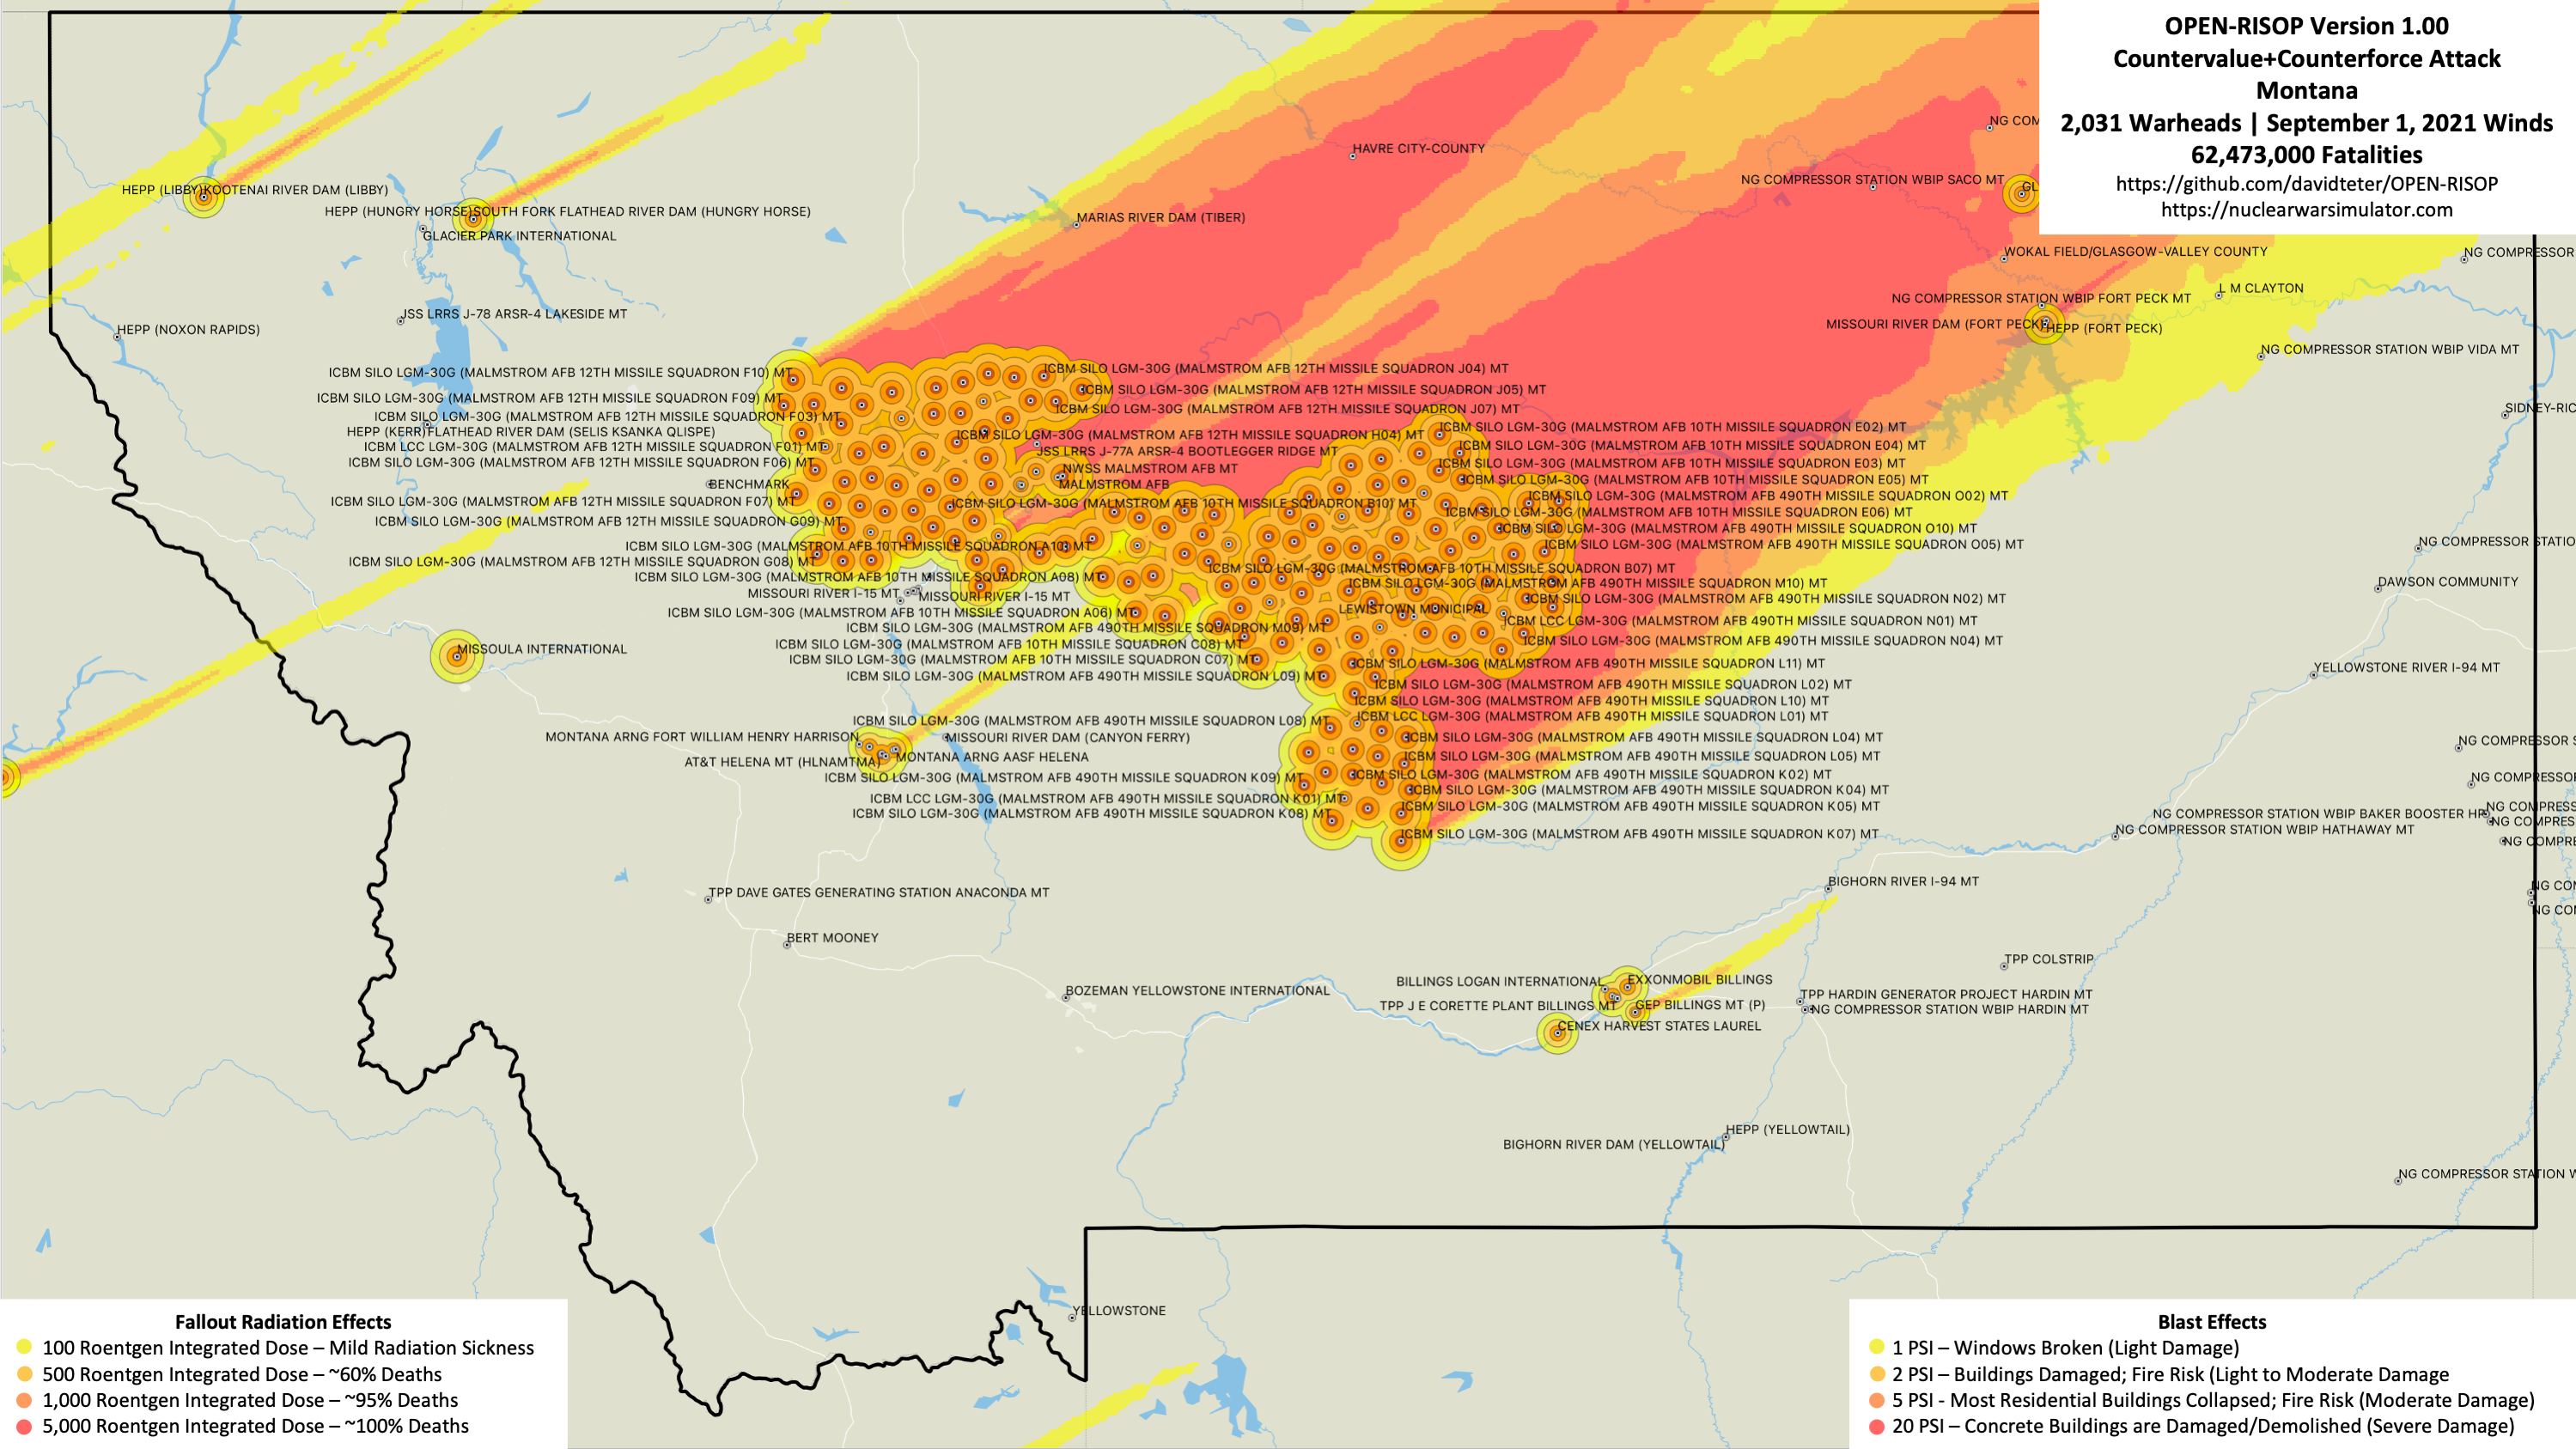 OPEN-RISOP Version 1.00
Countervalue+Counterforce Attack
Montana
2,031 Warheads | September 1, 2021 Winds
62,473,000 Fatalities
https://github.com/davidteter/OPEN-RISOP
https://nuclearwarsimulator.com
NG COM
HAVRE CITY-COUNTY
NG COMPRESSOR STATION WBIP SACO MT
GL
HEPP (LIBBY)
KOOTENAI RIVER DAM (LIBBY)
HEPP (HUNGRY HORSE)
SOUTH FORK FLATHEAD RIVER DAM (HUNGRY HORSE)
MARIAS RIVER DAM (TIBER)
GLACIER PARK INTERNATIONAL
WOKAL FIELD/GLASGOW-VALLEY COUNTY
NG COMPRESSOR
L M CLAYTON
NG COMPRESSOR STATION WBIP FORT PECK MT
JSS LRRS J-78 ARSR-4 LAKESIDE MT
MISSOURI RIVER DAM (FORT PECK)
HEPP (FORT PECK)
HEPP (NOXON RAPIDS)
NG COMPRESSOR STATION WBIP VIDA MT
ICBM SILO LGM-30G (MALMSTROM AFB 12TH MISSILE SQUADRON F10) MT
ICBM SILO LGM-30G (MALMSTROM AFB 12TH MISSILE SQUADRON J04) MT
ICBM SILO LGM-30G (MALMSTROM AFB 12TH MISSILE SQUADRON J05) MT
ICBM SILO LGM-30G (MALMSTROM AFB 12TH MISSILE SQUADRON F09) MT
ICBM SILO LGM-30G (MALMSTROM AFB 12TH MISSILE SQUADRON J07) MT
SIDNEY-RIC
ICBM SILO LGM-30G (MALMSTROM AFB 12TH MISSILE SQUADRON F03) MT
ICBM SILO LGM-30G (MALMSTROM AFB 10TH MISSILE SQUADRON E02) MT
HEPP (KERR)
FLATHEAD RIVER DAM (SELIS KSANKA QLISPE)
ICBM SILO LGM-30G (MALMSTROM AFB 12TH MISSILE SQUADRON H04) MT
ICBM LCC LGM-30G (MALMSTROM AFB 12TH MISSILE SQUADRON F01) MT
ICBM SILO LGM-30G (MALMSTROM AFB 10TH MISSILE SQUADRON E04) MT
JSS LRRS J-77A ARSR-4 BOOTLEGGER RIDGE MT
ICBM SILO LGM-30G (MALMSTROM AFB 12TH MISSILE SQUADRON F06) MT
ICBM SILO LGM-30G (MALMSTROM AFB 10TH MISSILE SQUADRON E03) MT
NWSS MALMSTROM AFB MT
ICBM SILO LGM-30G (MALMSTROM AFB 10TH MISSILE SQUADRON E05) MT
BENCHMARK
MALMSTROM AFB
ICBM SILO LGM-30G (MALMSTROM AFB 490TH MISSILE SQUADRON O02) MT
ICBM SILO LGM-30G (MALMSTROM AFB 12TH MISSILE SQUADRON F07) MT
ICBM SILO LGM-30G (MALMSTROM AFB 10TH MISSILE SQUADRON B10) MT
ICBM SILO LGM-30G (MALMSTROM AFB 10TH MISSILE SQUADRON E06) MT
ICBM SILO LGM-30G (MALMSTROM AFB 12TH MISSILE SQUADRON G09) MT
ICBM SILO LGM-30G (MALMSTROM AFB 490TH MISSILE SQUADRON O10) MT
NG COMPRESSOR STATIO
ICBM SILO LGM-30G (MALMSTROM AFB 10TH MISSILE SQUADRON A10) MT
ICBM SILO LGM-30G (MALMSTROM AFB 490TH MISSILE SQUADRON O05) MT
ICBM SILO LGM-30G (MALMSTROM AFB 12TH MISSILE SQUADRON G08) MT
ICBM SILO LGM-30G (MALMSTROM AFB 10TH MISSILE SQUADRON B07) MT
ICBM SILO LGM-30G (MALMSTROM AFB 10TH MISSILE SQUADRON A08) MT
ICBM SILO LGM-30G (MALMSTROM AFB 490TH MISSILE SQUADRON M10) MT
DAWSON COMMUNITY
MISSOURI RIVER I-15 MT
MISSOURI RIVER I-15 MT
ICBM SILO LGM-30G (MALMSTROM AFB 490TH MISSILE SQUADRON N02) MT
ICBM SILO LGM-30G (MALMSTROM AFB 10TH MISSILE SQUADRON A06) MT
LEWISTOWN MUNICIPAL
ICBM LCC LGM-30G (MALMSTROM AFB 490TH MISSILE SQUADRON N01) MT
ICBM SILO LGM-30G (MALMSTROM AFB 490TH MISSILE SQUADRON M09) MT
ICBM SILO LGM-30G (MALMSTROM AFB 490TH MISSILE SQUADRON N04) MT
MISSOULA INTERNATIONAL
ICBM SILO LGM-30G (MALMSTROM AFB 10TH MISSILE SQUADRON C08) MT
ICBM SILO LGM-30G (MALMSTROM AFB 10TH MISSILE SQUADRON C07) MT
ICBM SILO LGM-30G (MALMSTROM AFB 490TH MISSILE SQUADRON L11) MT
YELLOWSTONE RIVER I-94 MT
ICBM SILO LGM-30G (MALMSTROM AFB 490TH MISSILE SQUADRON L09) MT
ICBM SILO LGM-30G (MALMSTROM AFB 490TH MISSILE SQUADRON L02) MT
ICBM SILO LGM-30G (MALMSTROM AFB 490TH MISSILE SQUADRON L10) MT
ICBM SILO LGM-30G (MALMSTROM AFB 490TH MISSILE SQUADRON L08) MT
ICBM LCC LGM-30G (MALMSTROM AFB 490TH MISSILE SQUADRON L01) MT
MONTANA ARNG FORT WILLIAM HENRY HARRISON
MISSOURI RIVER DAM (CANYON FERRY)
ICBM SILO LGM-30G (MALMSTROM AFB 490TH MISSILE SQUADRON L04) MT
NG COMPRESSOR S
AT&T HELENA MT (HLNAMTMA)
MONTANA ARNG AASF HELENA
ICBM SILO LGM-30G (MALMSTROM AFB 490TH MISSILE SQUADRON L05) MT
ICBM SILO LGM-30G (MALMSTROM AFB 490TH MISSILE SQUADRON K09) MT
ICBM SILO LGM-30G (MALMSTROM AFB 490TH MISSILE SQUADRON K02) MT
NG COMPRESSOR
ICBM SILO LGM-30G (MALMSTROM AFB 490TH MISSILE SQUADRON K04) MT
ICBM LCC LGM-30G (MALMSTROM AFB 490TH MISSILE SQUADRON K01) MT
ICBM SILO LGM-30G (MALMSTROM AFB 490TH MISSILE SQUADRON K05) MT
NG COMPRESS
ICBM SILO LGM-30G (MALMSTROM AFB 490TH MISSILE SQUADRON K08) MT
NG COMPRESSOR STATION WBIP BAKER BOOSTER HP
NG COMPRES
ICBM SILO LGM-30G (MALMSTROM AFB 490TH MISSILE SQUADRON K07) MT
NG COMPRESSOR STATION WBIP HATHAWAY MT
NG COMPRE
BIGHORN RIVER I-94 MT
NG COM
TPP DAVE GATES GENERATING STATION ANACONDA MT
NG COM
BERT MOONEY
TPP COLSTRIP
BILLINGS LOGAN INTERNATIONAL
EXXONMOBIL BILLINGS
BOZEMAN YELLOWSTONE INTERNATIONAL
TPP HARDIN GENERATOR PROJECT HARDIN MT
TPP J E CORETTE PLANT BILLINGS MT
GEP BILLINGS MT (P)
NG COMPRESSOR STATION WBIP HARDIN MT
CENEX HARVEST STATES LAUREL
HEPP (YELLOWTAIL)
BIGHORN RIVER DAM (YELLOWTAIL)
NG COMPRESSOR STATION W
YELLOWSTONE
Fallout Radiation Effects
100 Roentgen Integrated Dose – Mild Radiation Sickness
500 Roentgen Integrated Dose – ~60% Deaths
1,000 Roentgen Integrated Dose – ~95% Deaths
5,000 Roentgen Integrated Dose – ~100% Deaths
Blast Effects
1 PSI – Windows Broken (Light Damage)
2 PSI – Buildings Damaged; Fire Risk (Light to Moderate Damage
5 PSI - Most Residential Buildings Collapsed; Fire Risk (Moderate Damage)
20 PSI – Concrete Buildings are Damaged/Demolished (Severe Damage)